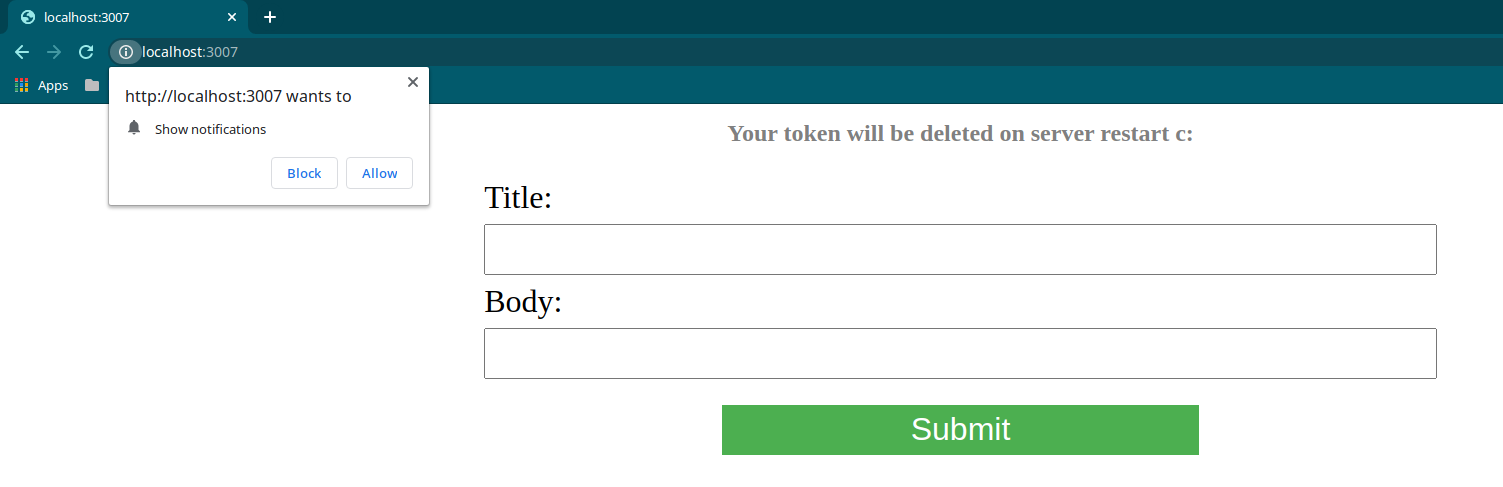 localhost:3007
localhost:3007
Apps
http://localhost:3007 wants to
Show notifications
Block Allow
Your token will be deleted on server restart c:
Title:
Body:
Submit